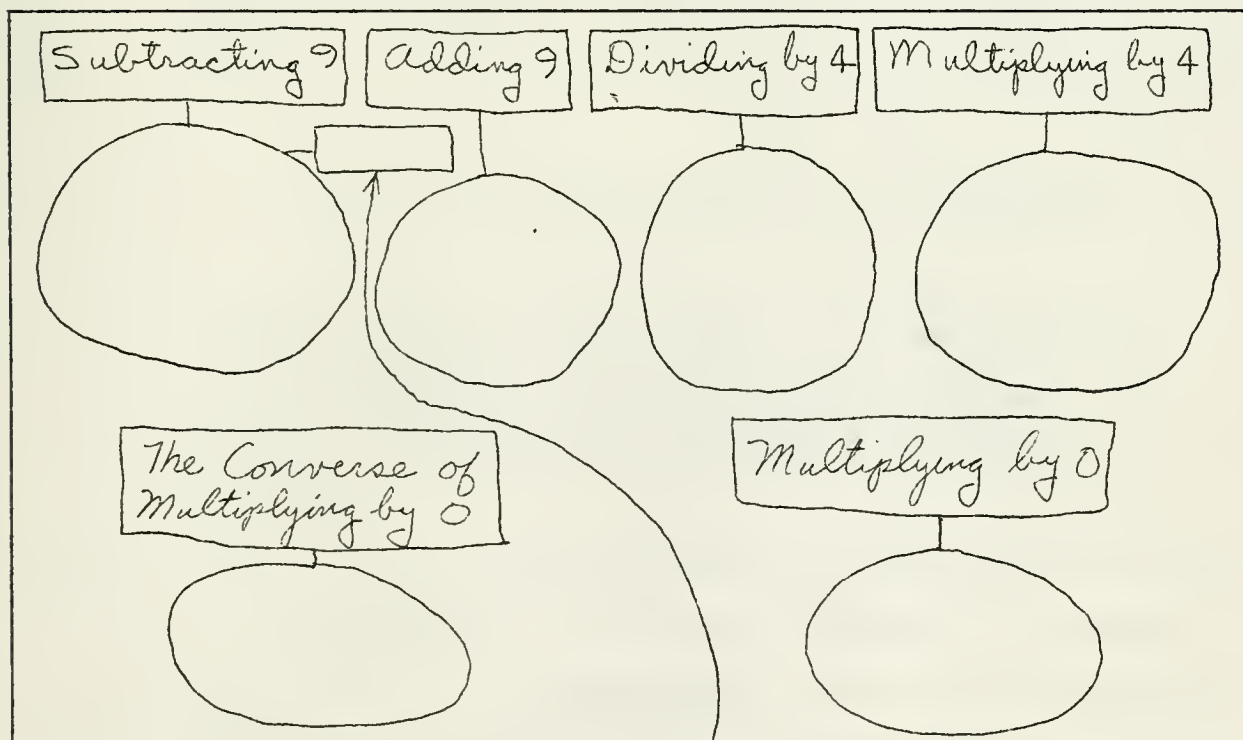 Subtracting 9
Adding 9
Dividing by 4
Multiplying by 4
The Converse of
Multiplying by 0
Multiplying by 0